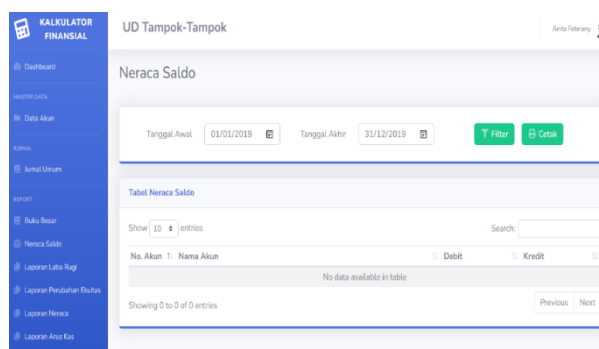 KALKULATOR
FINANSIAL
UD Tampok-Tampok
Anita Febriany
Dashboard
Neraca Saldo
MASTER DATA
Data Akun
Tanggal Awal 01/01/2019 Tanggal Akhir 31/12/2019 Filter Cetak
JURNAL
Jurnal Umum
REPORT
Tabel Neraca Saldo
Buku Besar
Show 10 entries Search:
Neraca Saldo
No. Akun Nama Akun Debit Kredit
Laporan Laba Rugi
No data available in table
Laporan Perubahan Ekuitas
Showing 0 to 0 of 0 entries Previous Next
Laporan Neraca
Laporan Arus Kas